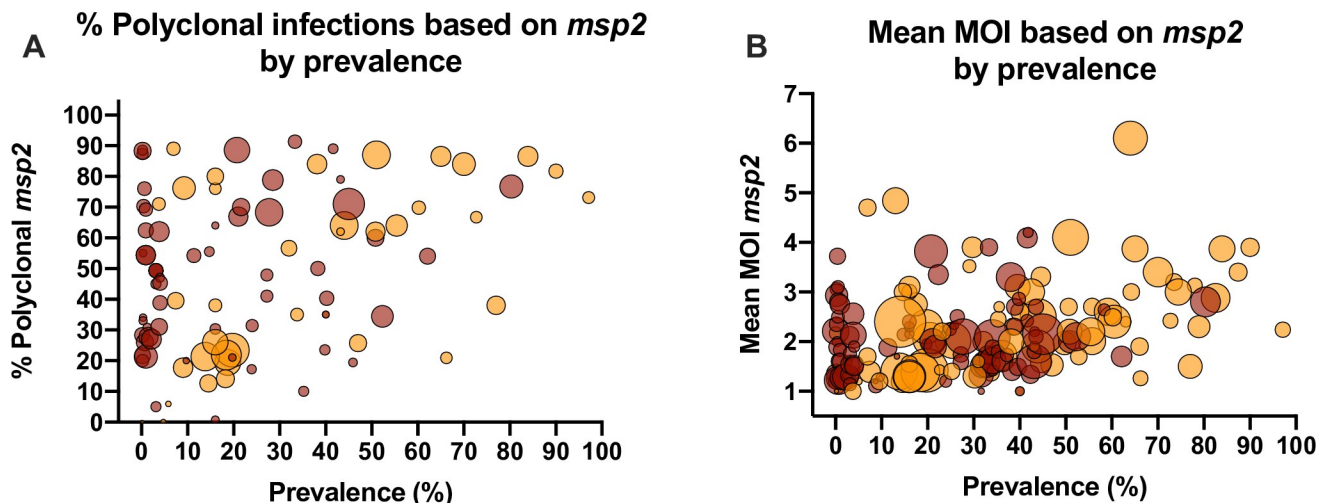 A
% Polyclonal infections based on msp2
by prevalence
% Polyclonal msp2
100
90
80
70
60
50
40
30
20
10
0
0 10 20 30 40 50 60 70 80 90 100
Prevalence (%)
B
Mean MOI based on msp2
by prevalence
Mean MOI msp2
7
6
5
4
3
2
1
0 10 20 30 40 50 60 70 80 90 100
Prevalence (%)